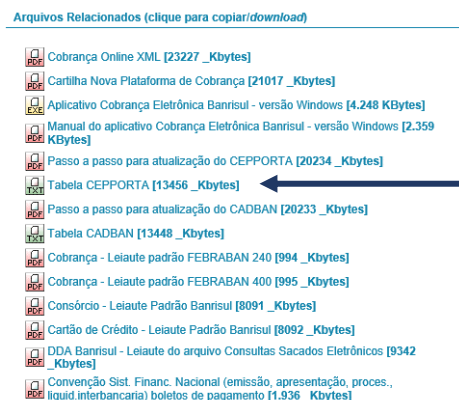 Arquivos Relacionados (clique para copiar/download)
PDF Cobrança Online XML [23227 _Kbytes]
PDF Cartilha Nova Plataforma de Cobrança [21017 _Kbytes]
EXE Aplicativo Cobrança Eletrônica Banrisul - versão Windows [4.248 KBytes]
PDF Manual do aplicativo Cobrança Eletrônica Banrisul - versão Windows [2.359
KBytes]
PDF Passo a passo para atualização do CEPPORTA [20234 _Kbytes]
TXT Tabela CEPPORTA [13456 _Kbytes]
PDF Passo a passo para atualização do CADBAN [20233 _Kbytes]
TXT Tabela CADBAN [13448 _Kbytes]
PDF Cobrança - Leiaute padrão FEBRABAN 240 [994 _Kbytes]
PDF Cobrança - Leiaute padrão FEBRABAN 400 [995 _Kbytes]
PDF Consórcio - Leiaute Padrão Banrisul [8091 _Kbytes]
PDF Cartão de Crédito - Leiaute Padrão Banrisul [8092 _Kbytes]
PDF DDA Banrisul - Leiaute do arquivo Consultas Sacados Eletrônicos [9342
_Kbytes]
PDF Convenção Sist. Financ. Nacional (emissão, apresentação, proces.,
liquid.interbancaria) boletos de pagamento [1.936 _Kbytes]